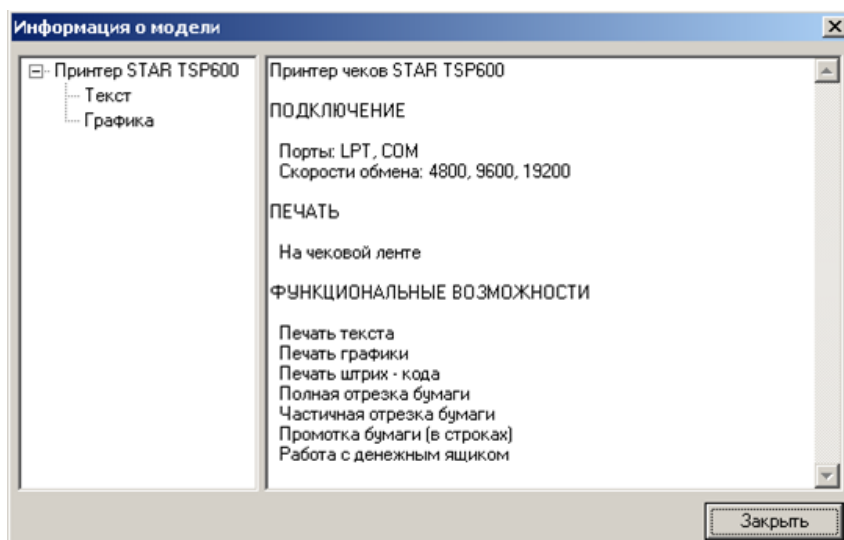 Информация о модели
Принтер STAR TSP600
Текст
Графика
Принтер чеков STAR TSP600
ПОДКЛЮЧЕНИЕ
Порты: LPT, COM
Скорости обмена: 4800, 9600, 19200
ПЕЧАТЬ
На чековой ленте
ФУНКЦИОНАЛЬНЫЕ ВОЗМОЖНОСТИ
Печать текста
Печать графики
Печать штрих - кода
Полная отрезка бумаги
Частичная отрезка бумаги
Промотка бумаги (в строках)
Работа с денежным ящиком
Закрыть